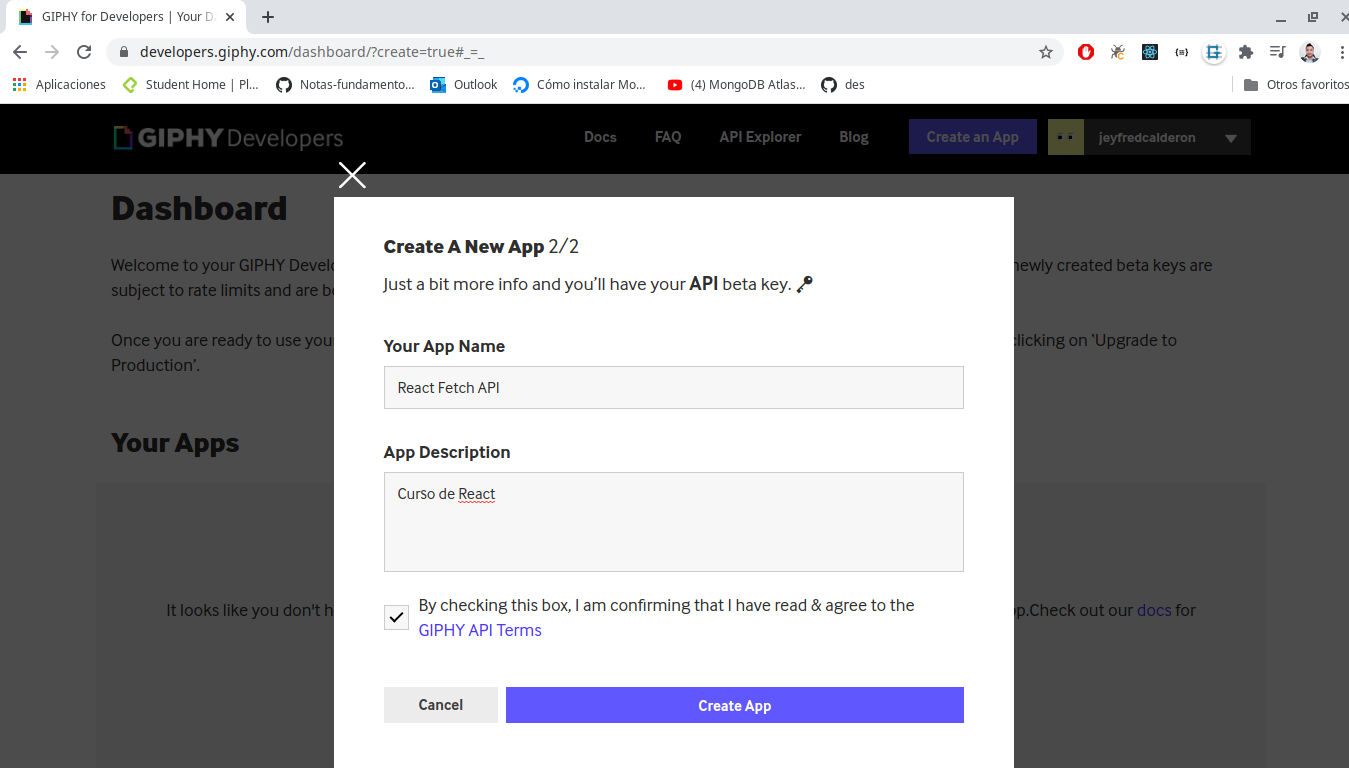 GIPHY for Developers | Your D
developers.giphy.com/dashboard/?create=true#_=_
Aplicaciones
Student Home | Pl...
Notas-fundamento...
Outlook
Cómo instalar Mo...
(4) MongoDB Atlas...
des
Otros favoritos
GIPHY Developers
Docs
FAQ
API Explorer
Blog
Create an App
jeyfredcalderon
Dashboard
Welcome to your GIPHY
newly created beta keys are
subject to rate limits and are
Once you are ready to use
clicking on ‘Upgrade to
Production’.
Your Apps
It looks like you don't
Check out our docs for
Create A New App 2/2
Just a bit more info and you’ll have your API beta key. 🔑
Your App Name
React Fetch API
App Description
Curso de React
By checking this box, I am confirming that I have read & agree to the
GIPHY API Terms
Cancel
Create App